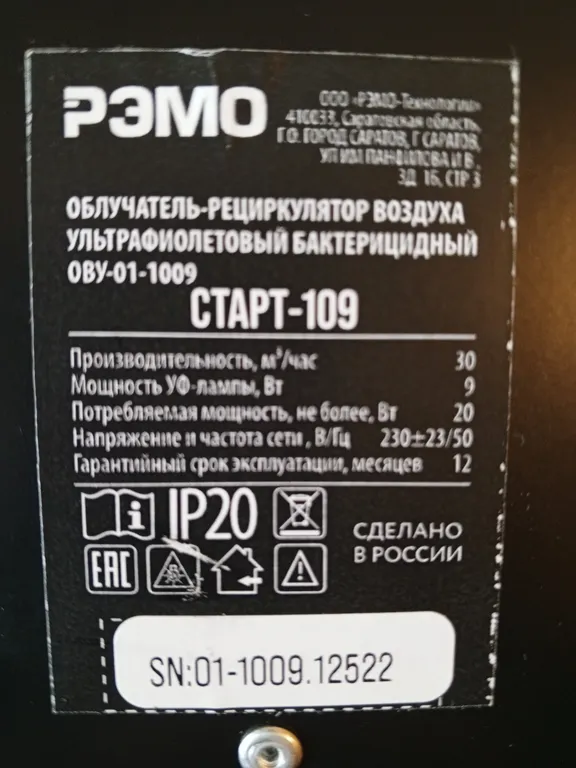 РЭМО
ООО «РЭМО-Технологии»
410033, Саратовская область,
Г.О. ГОРОД САРАТОВ, Г САРАТОВ,
УЛ ИМ ПАНФИЛОВА И.В.,
ЗД. 1Б, СТР 3
ОБЛУЧАТЕЛЬ-РЕЦИРКУЛЯТОР ВОЗДУХА
УЛЬТРАФИОЛЕТОВЫЙ БАКТЕРИЦИДНЫЙ
ОВУ-01-1009
СТАРТ-109
Производительность, м³/час 30
Мощность УФ-лампы, Вт 9
Потребляемая мощность, не более, Вт 20
Напряжение и частота сети , В/Гц 230±23/50
Гарантийный срок эксплуатации, месяцев 12
IP20
СДЕЛАНО
В РОССИИ
EAC
SN:01-1009.12522